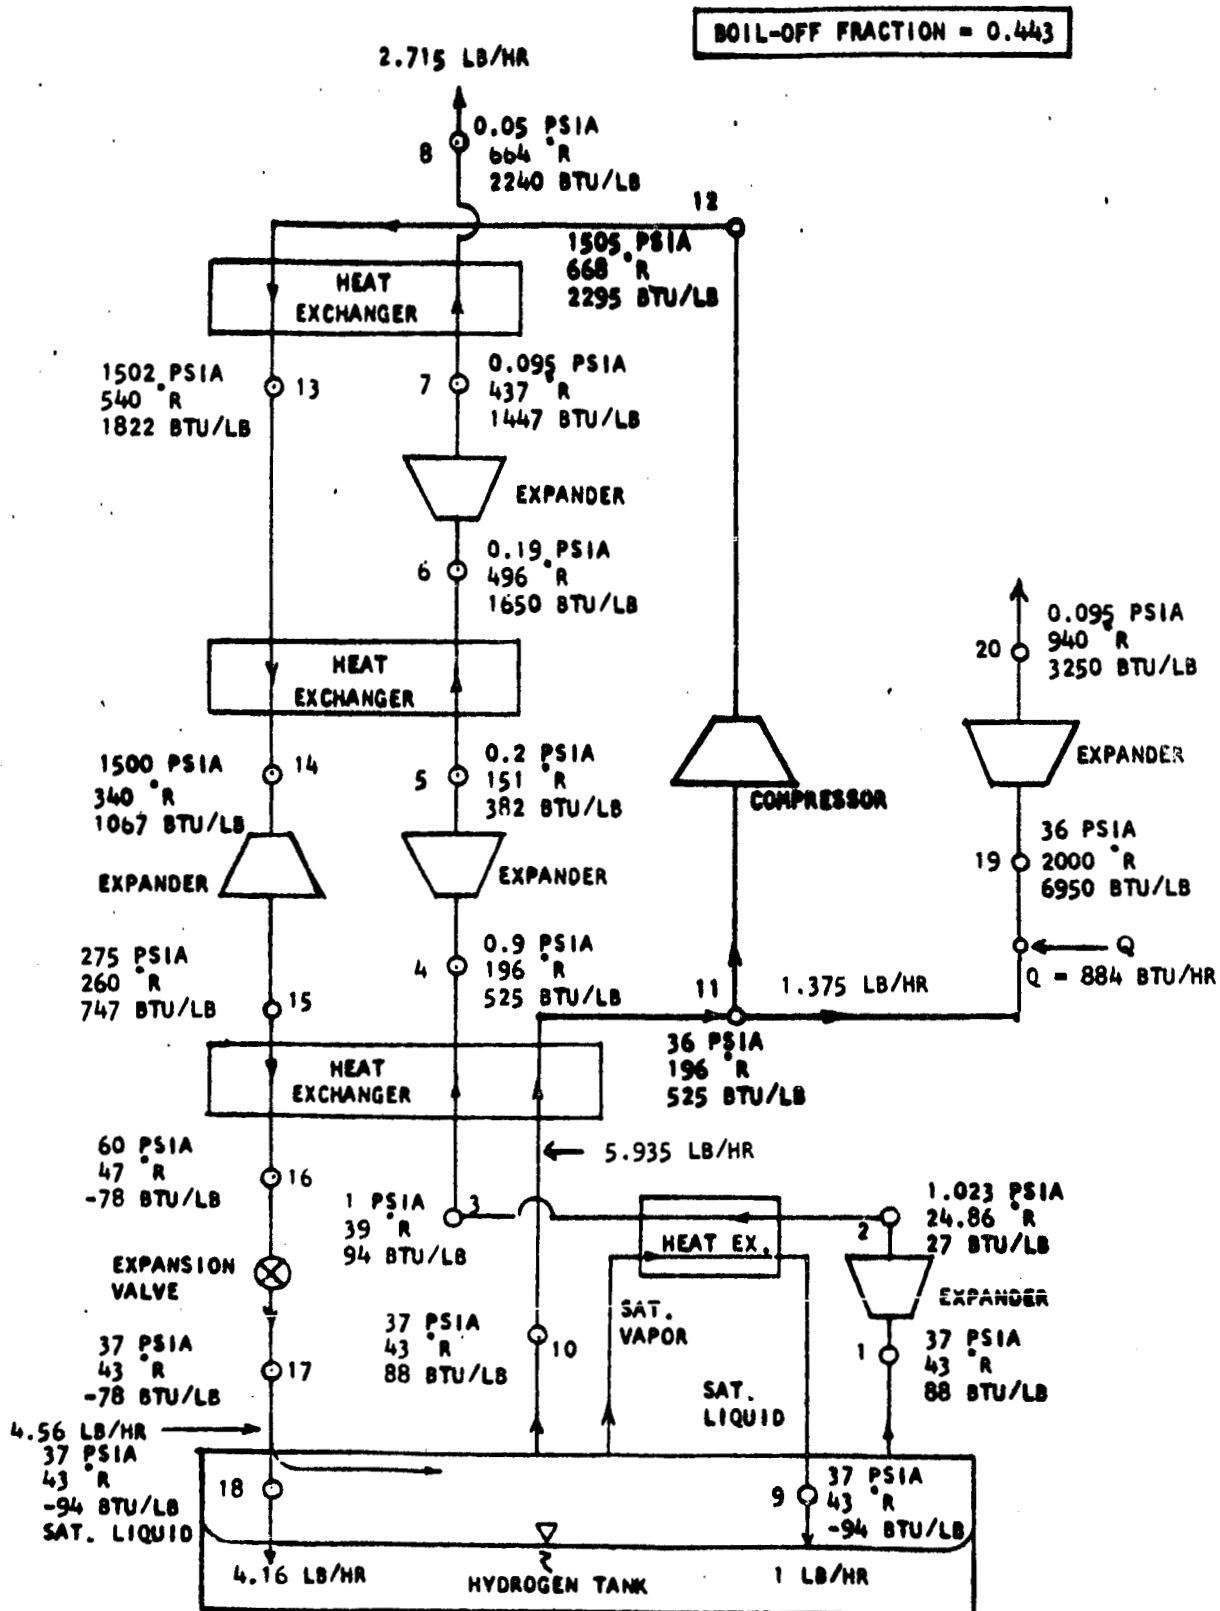 BOIL-OFF FRACTION = 0.443
2.715 LB/HR
8
0.05 PSIA
664 °R
2240 BTU/LB
12
1505 PSIA
668 °R
2295 BTU/LB
HEAT
EXCHANGER
1502 PSIA
540 °R
1822 BTU/LB
13
7
0.095 PSIA
437 °R
1447 BTU/LB
EXPANDER
6
0.19 PSIA
496 °R
1650 BTU/LB
20
0.095 PSIA
940 °R
3250 BTU/LB
HEAT
EXCHANGER
1500 PSIA
340 °R
1067 BTU/LB
14
5
0.2 PSIA
151 °R
382 BTU/LB
COMPRESSOR
EXPANDER
EXPANDER
EXPANDER
19
36 PSIA
2000 °R
6950 BTU/LB
275 PSIA
260 °R
747 BTU/LB
15
4
0.9 PSIA
196 °R
525 BTU/LB
11
1.375 LB/HR
Q
Q = 884 BTU/HR
36 PSIA
196 °R
525 BTU/LB
HEAT
EXCHANGER
60 PSIA
47 °R
-78 BTU/LB
16
5.935 LB/HR
1 PSIA
39 °R
94 BTU/LB
3
HEAT EX.
2
1.023 PSIA
24.86 °R
27 BTU/LB
EXPANSION
VALVE
EXPANDER
37 PSIA
43 °R
-78 BTU/LB
17
37 PSIA
43 °R
88 BTU/LB
10
SAT.
VAPOR
1
37 PSIA
43 °R
88 BTU/LB
SAT.
LIQUID
4.56 LB/HR
37 PSIA
43 °R
-94 BTU/LB
SAT. LIQUID
18
9
37 PSIA
43 °R
-94 BTU/LB
4.16 LB/HR
HYDROGEN TANK
1 LB/HR